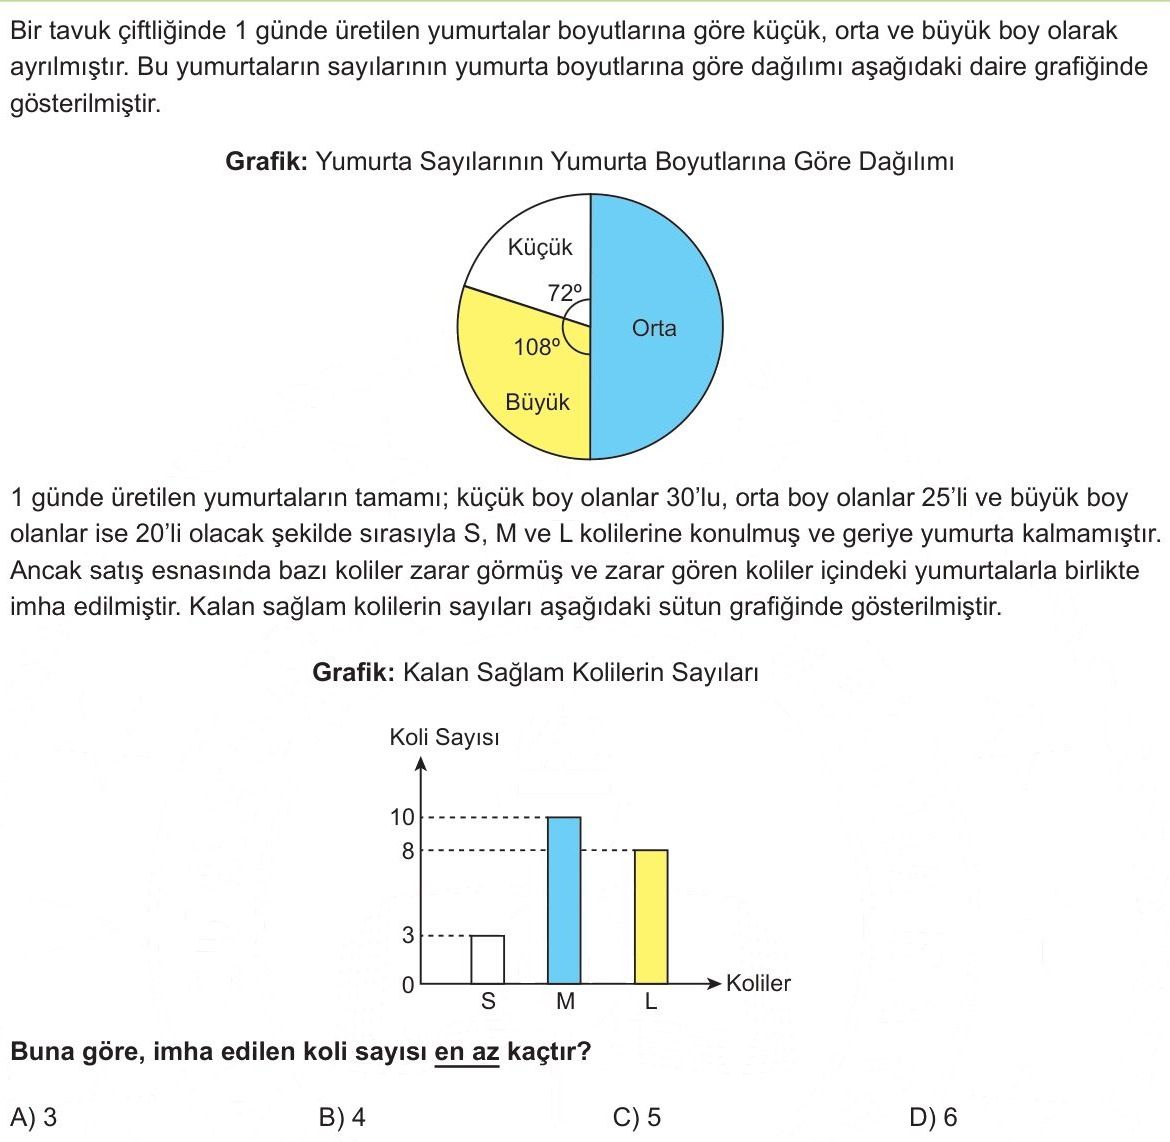 Bir tavuk çiftliğinde 1 günde üretilen yumurtalar boyutlarına göre küçük, orta ve büyük boy olarak
ayrılmıştır. Bu yumurtaların sayılarının yumurta boyutlarına göre dağılımı aşağıdaki daire grafiğinde
gösterilmiştir.
Grafik: Yumurta Sayılarının Yumurta Boyutlarına Göre Dağılımı
Küçük
72º
Orta
108º
Büyük
1 günde üretilen yumurtaların tamamı; küçük boy olanlar 30’lu, orta boy olanlar 25’li ve büyük boy
olanlar ise 20’li olacak şekilde sırasıyla S, M ve L kolilerine konulmuş ve geriye yumurta kalmamıştır.
Ancak satış esnasında bazı koliler zarar görmüş ve zarar gören koliler içindeki yumurtalarla birlikte
imha edilmiştir. Kalan sağlam kolilerin sayıları aşağıdaki sütun grafiğinde gösterilmiştir.
Grafik: Kalan Sağlam Kolilerin Sayıları
Koli Sayısı
10
8
3
0
Koliler
S M L
Buna göre, imha edilen koli sayısı en az kaçtır?
A) 3 B) 4 C) 5 D) 6